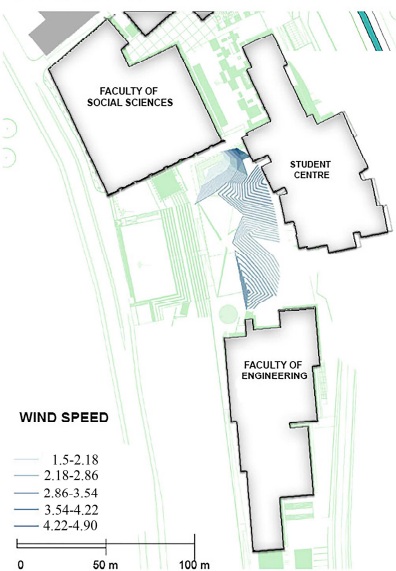 FACULTY OF
SOCIAL SCIENCES
STUDENT
CENTRE
FACULTY OF
ENGINEERING
WIND SPEED
1.5-2.18
2.18-2.86
2.86-3.54
3.54-4.22
4.22-4.90
0 50 m 100 m